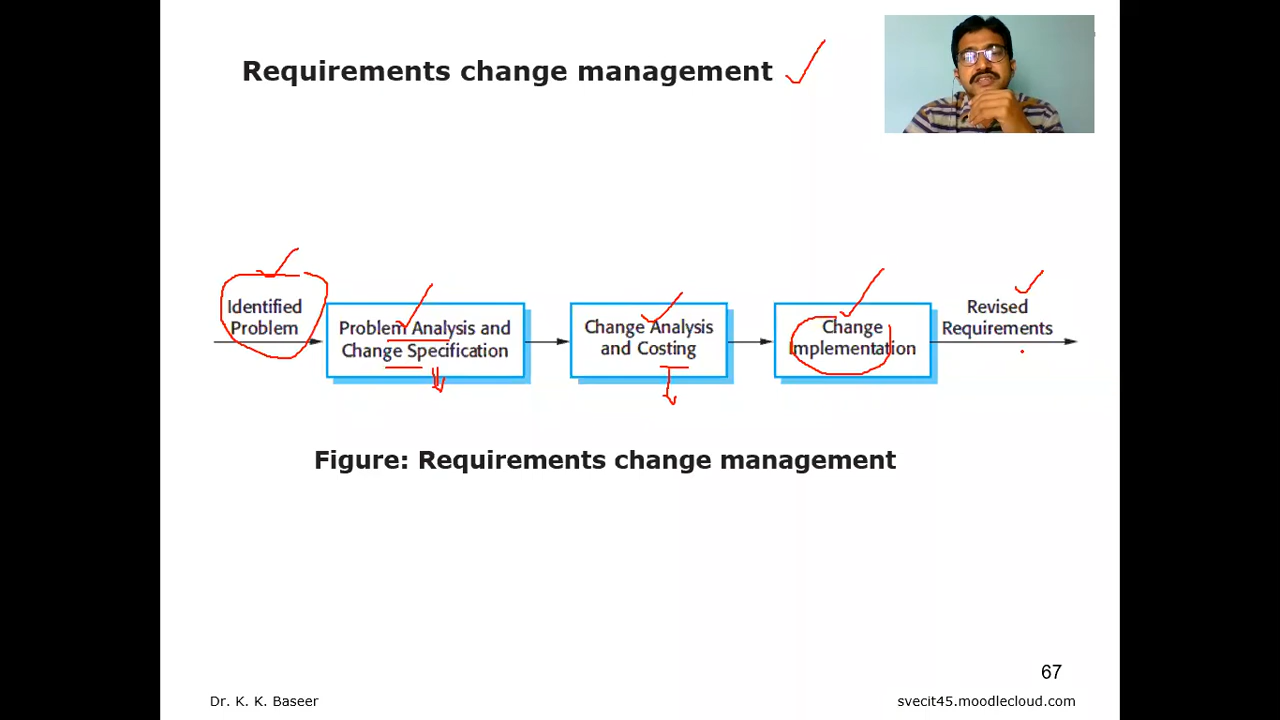 Requirements change management
Identified
Problem
Problem Analysis and
Change Specification
Change Analysis
and Costing
Change
Implementation
Revised
Requirements
Figure: Requirements change management
67
Dr. K. K. Baseer
svecit45.moodlecloud.com